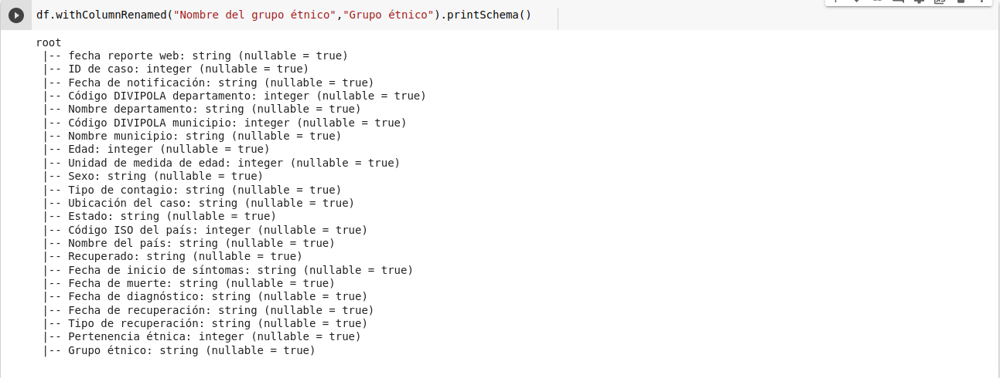 df.withColumnRenamed("Nombre del grupo étnico","Grupo étnico").printSchema()
root
 |-- fecha reporte web: string (nullable = true)
 |-- ID de caso: integer (nullable = true)
 |-- Fecha de notificación: string (nullable = true)
 |-- Código DIVIPOLA departamento: integer (nullable = true)
 |-- Nombre departamento: string (nullable = true)
 |-- Código DIVIPOLA municipio: integer (nullable = true)
 |-- Nombre municipio: string (nullable = true)
 |-- Edad: integer (nullable = true)
 |-- Unidad de medida de edad: integer (nullable = true)
 |-- Sexo: string (nullable = true)
 |-- Tipo de contagio: string (nullable = true)
 |-- Ubicación del caso: string (nullable = true)
 |-- Estado: string (nullable = true)
 |-- Código ISO del país: integer (nullable = true)
 |-- Nombre del país: string (nullable = true)
 |-- Recuperado: string (nullable = true)
 |-- Fecha de inicio de síntomas: string (nullable = true)
 |-- Fecha de muerte: string (nullable = true)
 |-- Fecha de diagnóstico: string (nullable = true)
 |-- Fecha de recuperación: string (nullable = true)
 |-- Tipo de recuperación: string (nullable = true)
 |-- Pertenencia étnica: integer (nullable = true)
 |-- Grupo étnico: string (nullable = true)